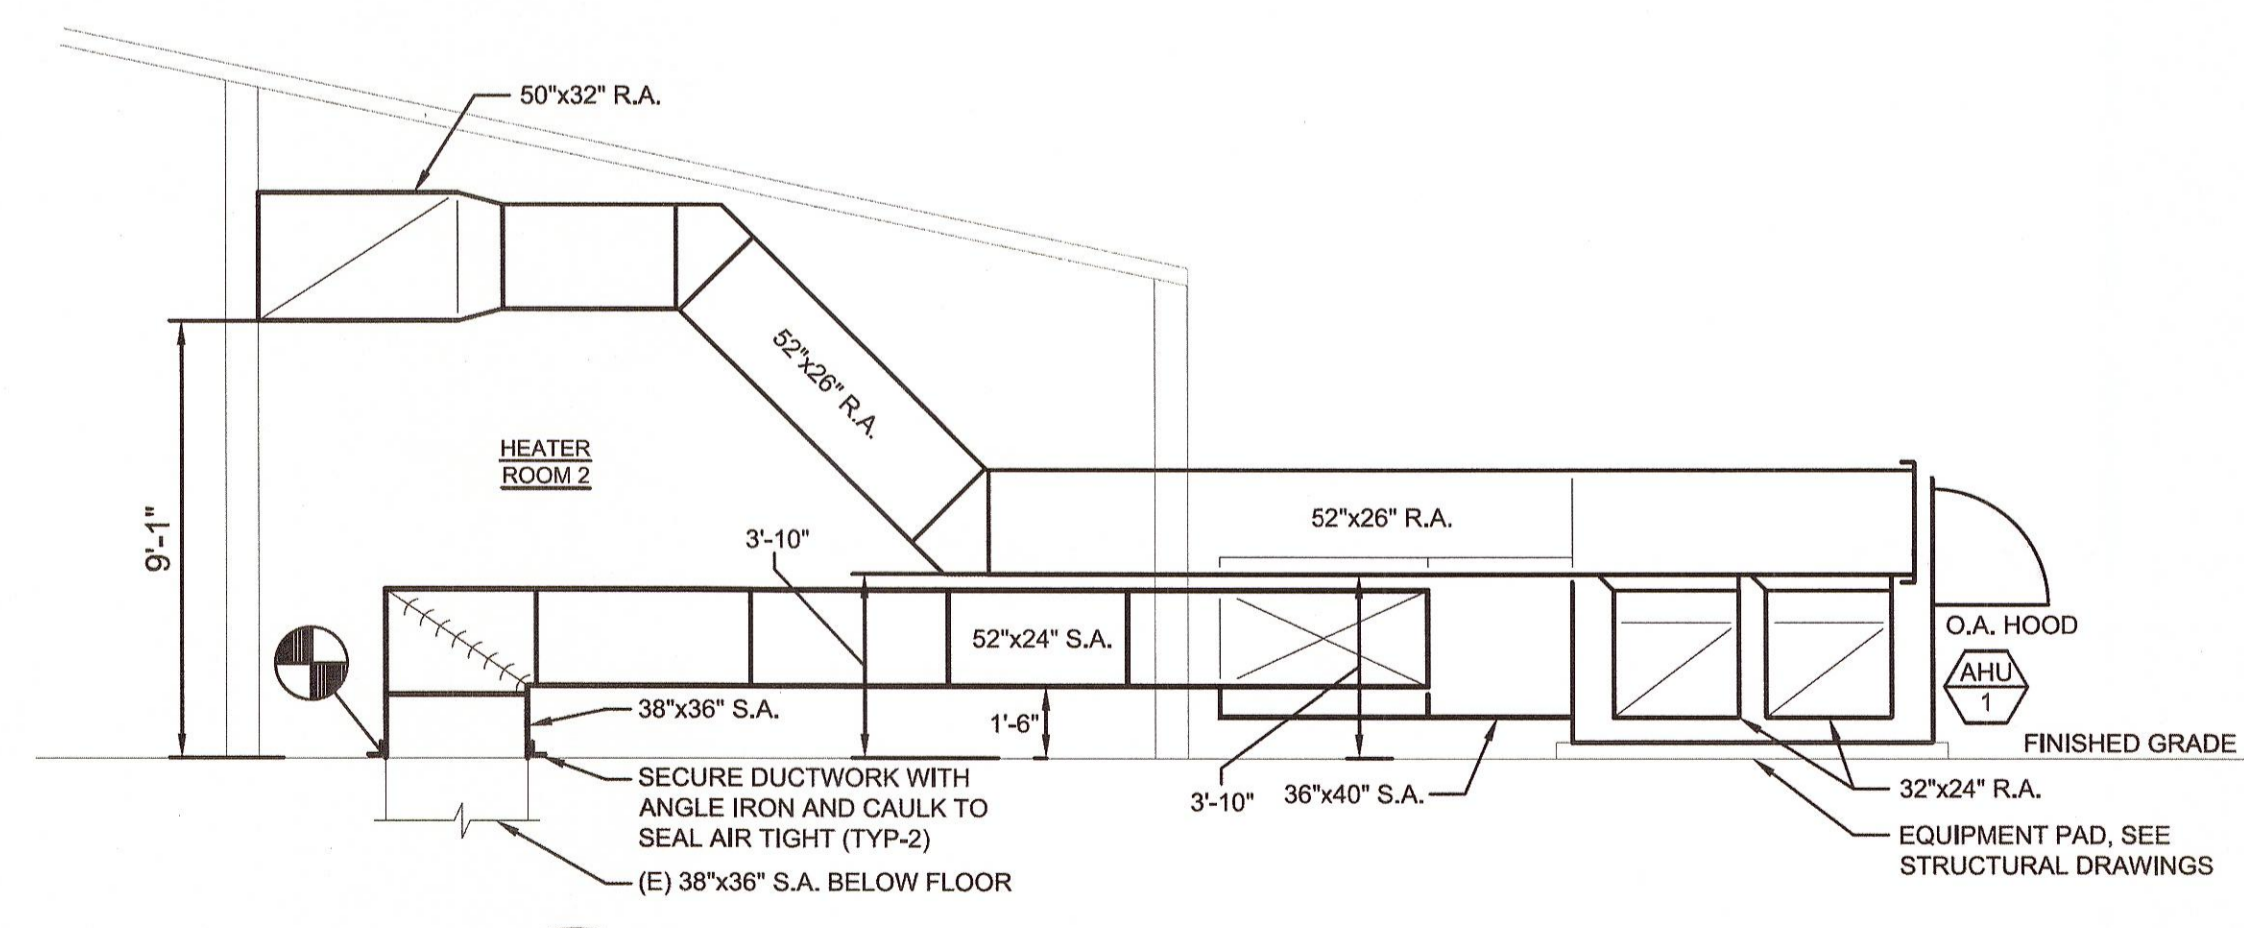 50"x32" R.A.
52"x26" R.A.
HEATER
ROOM 2
9'-1"
3'-10"
52"x26" R.A.
52"x24" S.A.
O.A. HOOD
AHU
1
38"x36" S.A.
1'-6"
FINISHED GRADE
SECURE DUCTWORK WITH
ANGLE IRON AND CAULK TO
SEAL AIR TIGHT (TYP-2)
3'-10"
36"x40" S.A.
32"x24" R.A.
EQUIPMENT PAD, SEE
STRUCTURAL DRAWINGS
(E) 38"x36" S.A. BELOW FLOOR